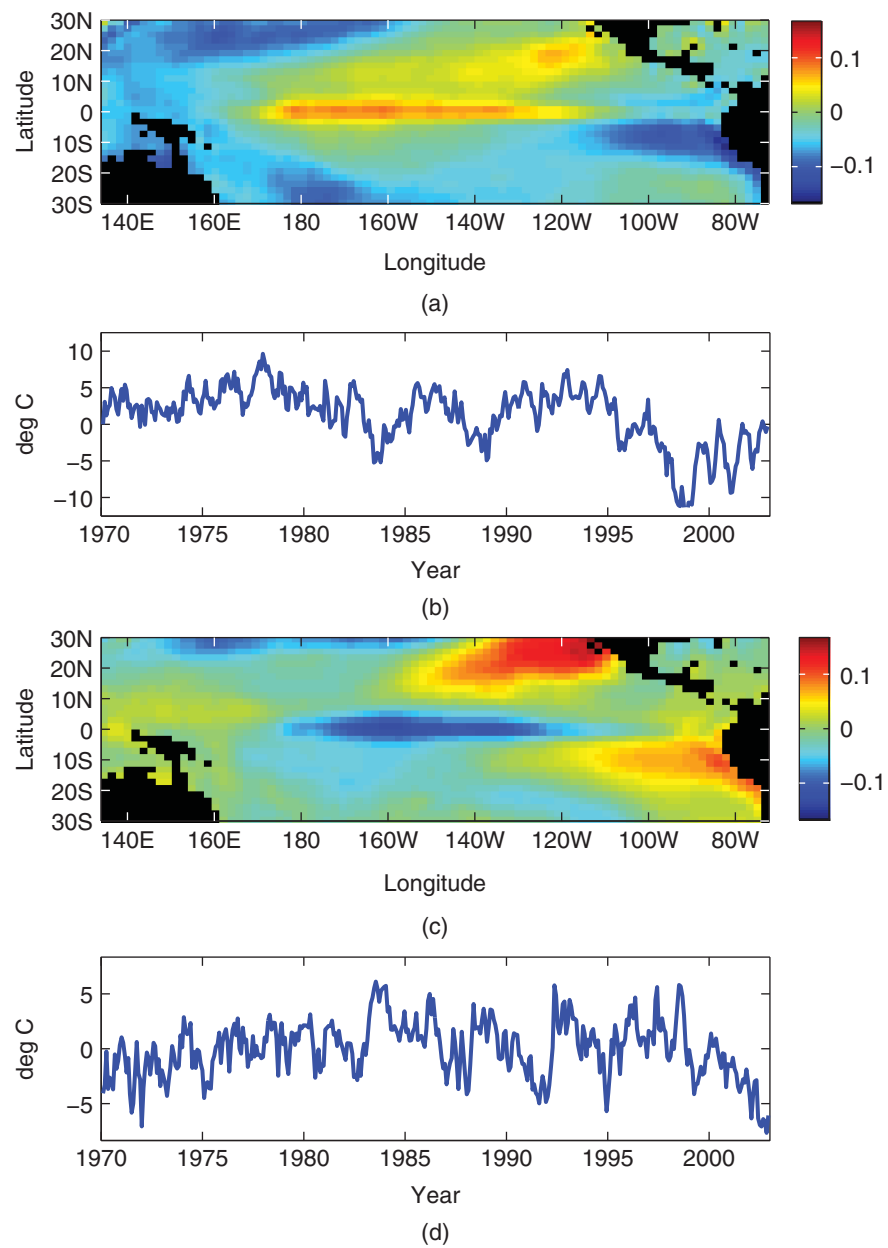 Latitude
30N
20N
10N
0
10S
20S
30S
140E 160E 180 160W 140W 120W 100W 80W
Longitude
0.1
0
−0.1
(a)
deg C
10
5
0
−5
−10
1970 1975 1980 1985 1990 1995 2000
Year
(b)
Latitude
30N
20N
10N
0
10S
20S
30S
140E 160E 180 160W 140W 120W 100W 80W
Longitude
0.1
0
−0.1
(c)
deg C
5
0
−5
1970 1975 1980 1985 1990 1995 2000
Year
(d)